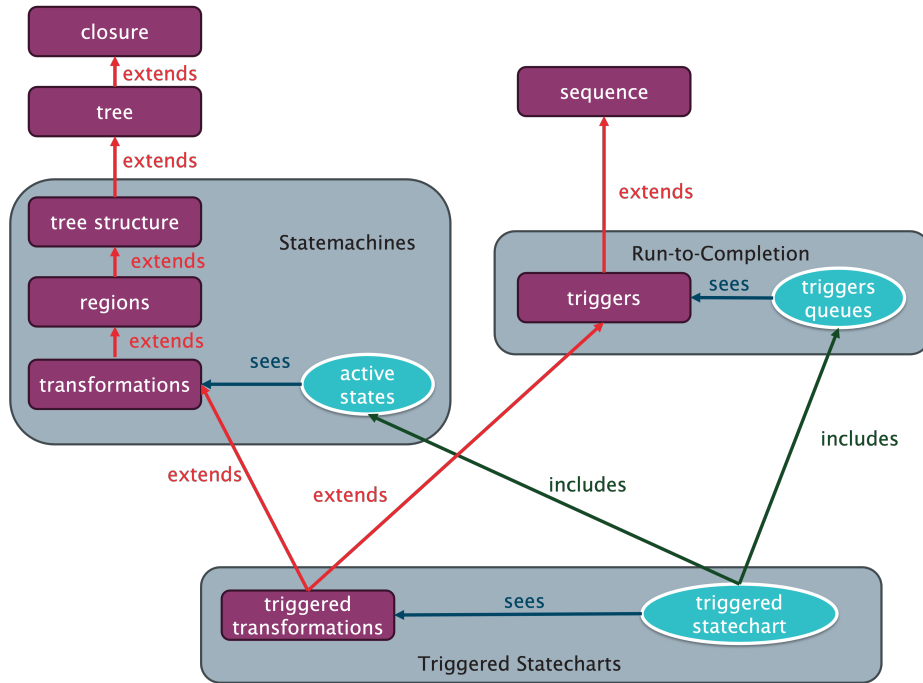 closure
extends
tree
extends
sequence
tree structure
Statemachines
extends
extends
regions
extends
transformations
sees
active
states
Run-to-Completion
triggers
sees
triggers
queues
extends
extends
includes
includes
triggered
transformations
sees
triggered
statechart
Triggered Statecharts